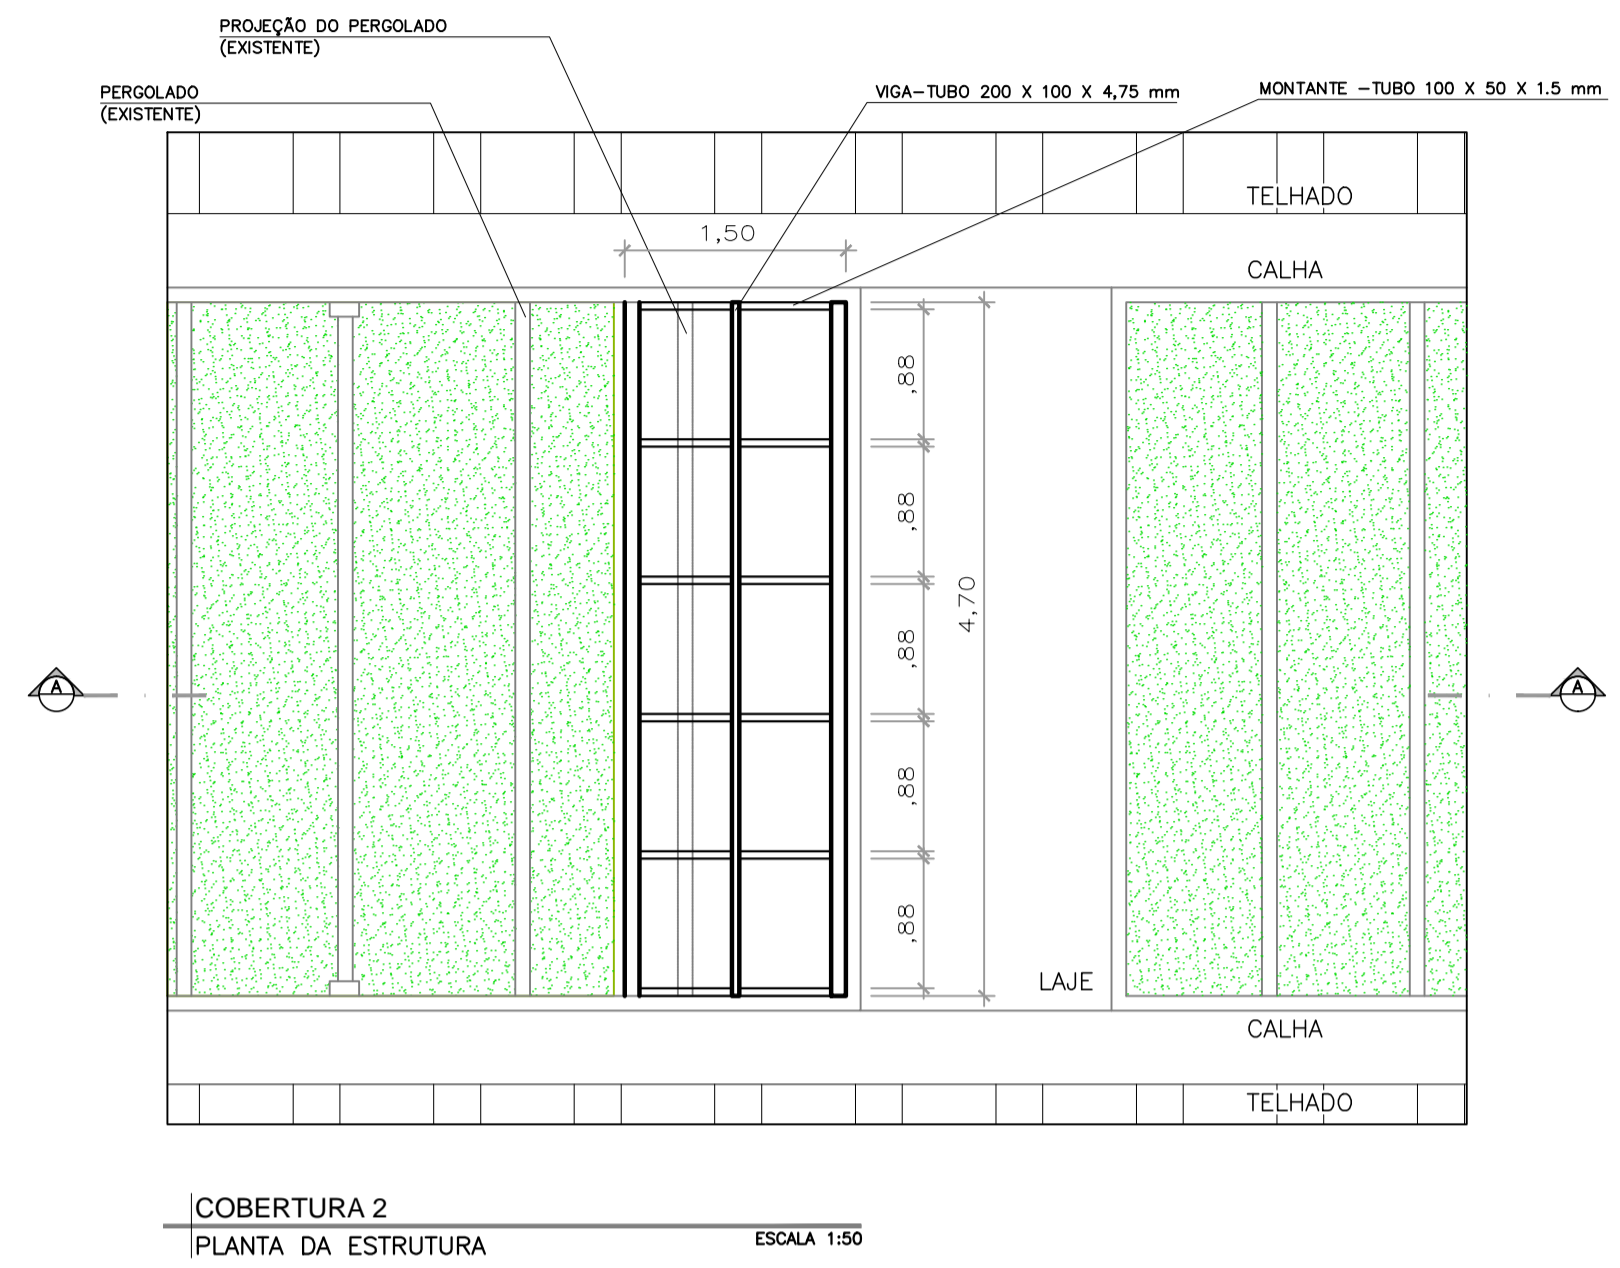 PROJEÇÃO DO PERGOLADO
(EXISTENTE)
PERGOLADO
(EXISTENTE)
VIGA-TUBO 200 X 100 X 4,75 mm
MONTANTE -TUBO 100 X 50 X 1.5 mm
TELHADO
1,50
CALHA
,88
,88
4,70
,88
A
A
,88
,88
LAJE
CALHA
TELHADO
COBERTURA 2
PLANTA DA ESTRUTURA
ESCALA 1:50